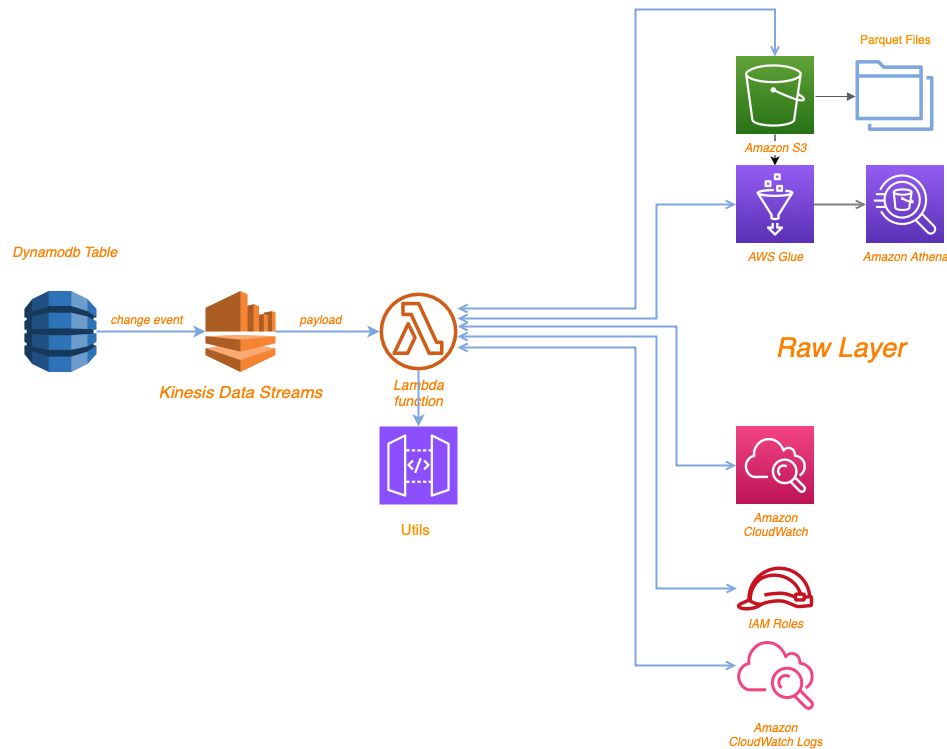 Parquet Files
Amazon S3
Dynamodb Table
AWS Glue
Amazon Athena
change event
payload
Raw Layer
Kinesis Data Streams
Lambda
function
</>
Utils
Amazon
CloudWatch
IAM Roles
Amazon
CloudWatch Logs